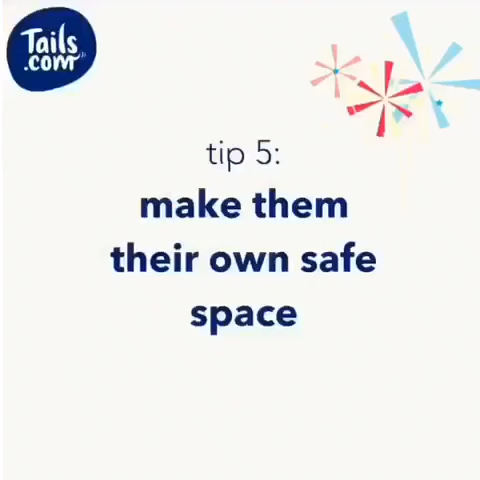 Tails
.com
tip 5:
make them
their own safe
space